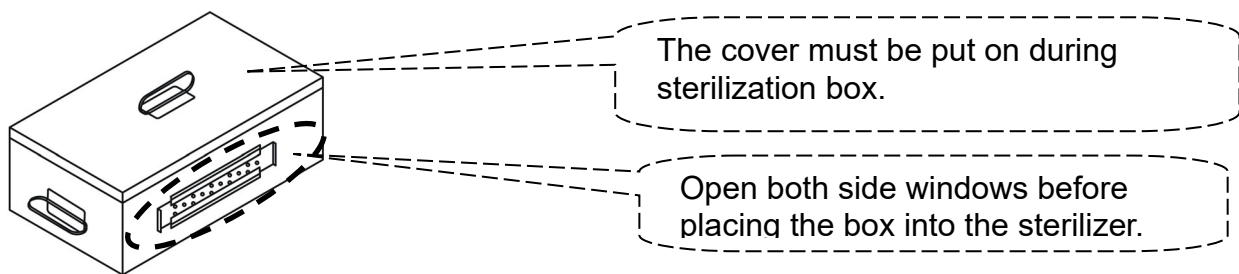 The cover must be put on during
sterilization box.
Open both side windows before
placing the box into the sterilizer.